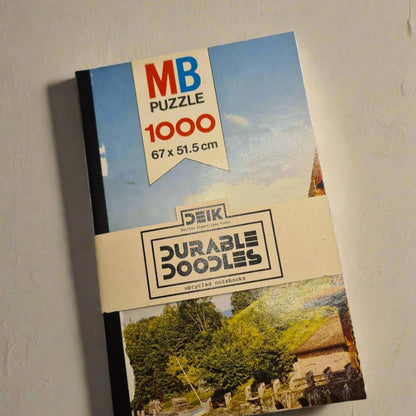 MB
PUZZLE
1000
67 x 51.5 cm
DEIK
DURABLE
DOODLES
upcycled notebooks